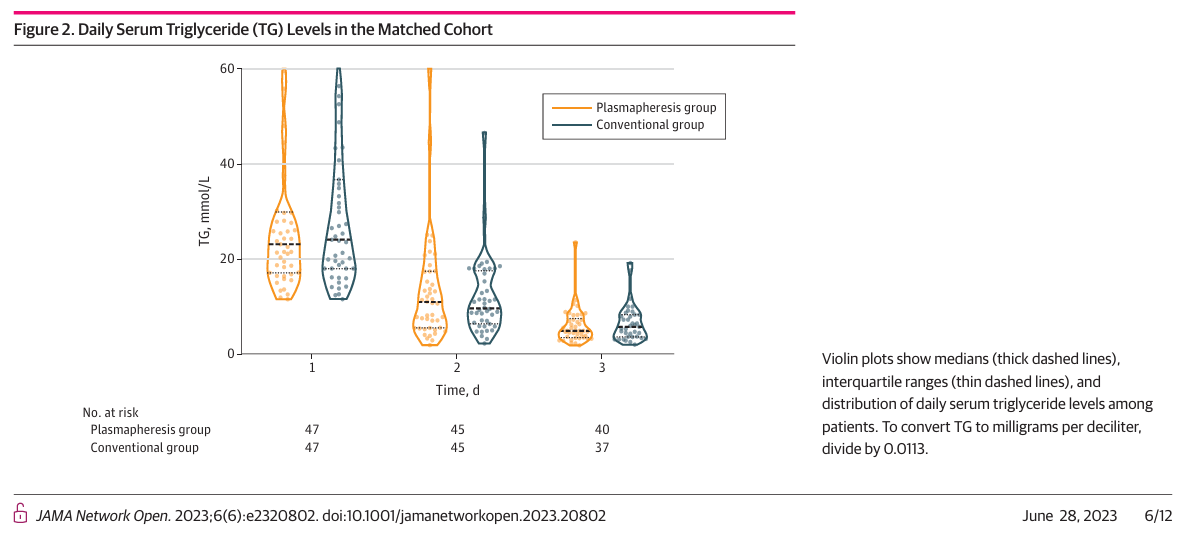 Figure 2. Daily Serum Triglyceride (TG) Levels in the Matched Cohort
60
40
20
0
TG, mmol/L
Plasmapheresis group
Conventional group
1 2 3
Time, d
No. at risk
Plasmapheresis group 47 45 40
Conventional group 47 45 37
Violin plots show medians (thick dashed lines),
interquartile ranges (thin dashed lines), and
distribution of daily serum triglyceride levels among
patients. To convert TG to milligrams per deciliter,
divide by 0.0113.
JAMA Network Open. 2023;6(6):e2320802. doi:10.1001/jamanetworkopen.2023.20802
June 28, 2023 6/12